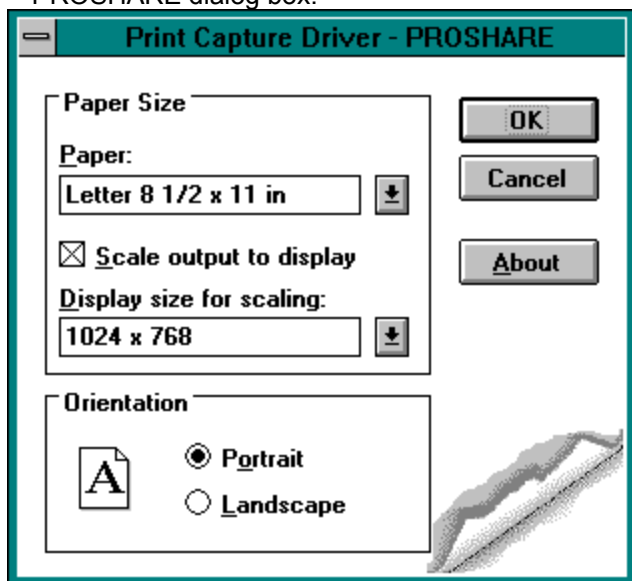 PROSHARE dialog box.
Print Capture Driver - PROSHARE
Paper Size
Paper:
Letter 8 1/2 x 11 in
Scale output to display
Display size for scaling:
1024 x 768
OK
Cancel
About
Orientation
A
Portrait
Landscape